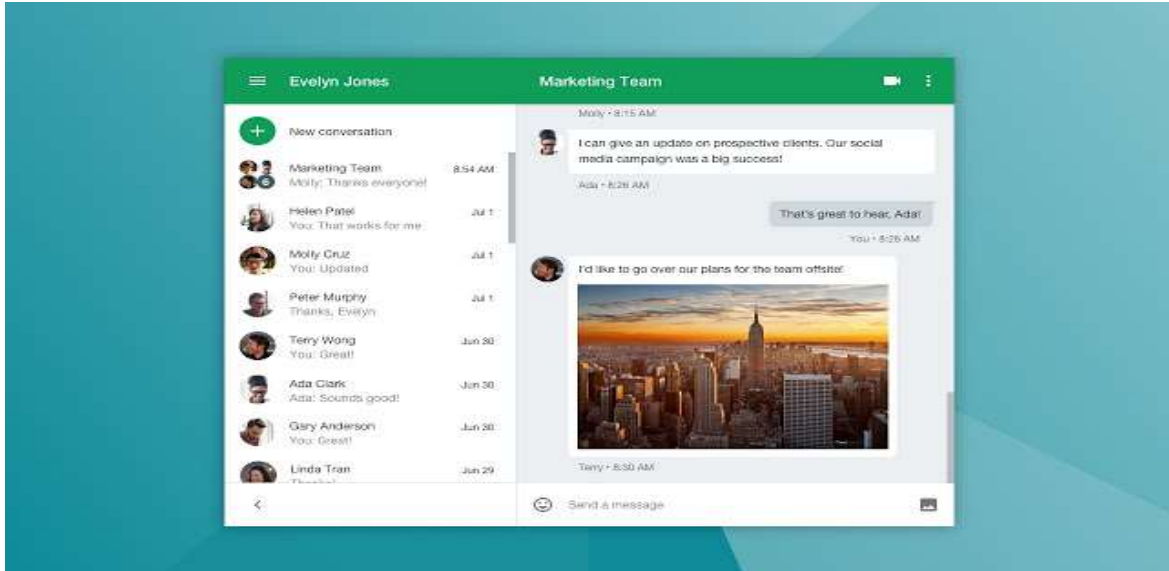 Evelyn Jones
Marketing Team
New conversation
Marketing Team
8:54 AM
Molly: Thanks everyone!
6
Helen Patel
Jul 1
You: That works for me
Molly Cruz
Jul 1
You: Updated
Peter Murphy
Jul 1
Thanks, Evelyn
Terry Wong
Jun 30
You: Great!
Ada Clark
Jun 30
Ada: Sounds good!
Gary Anderson
Jun 30
You: Great!
Linda Tran
Jun 29
Thanks!
Molly • 8:15 AM
I can give an update on prospective clients. Our social
media campaign was a big success!
Ada • 8:26 AM
That's great to hear, Ada!
You • 8:26 AM
I'd like to go over our plans for the team offsite!
Terry • 8:30 AM
Send a message